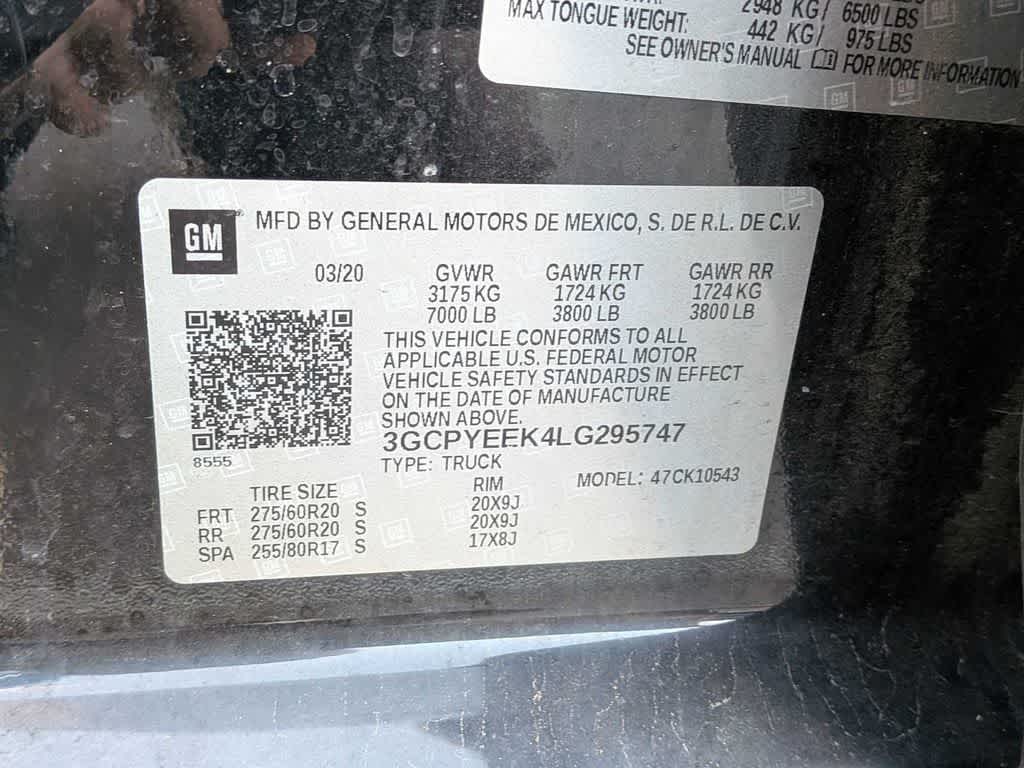 2948 KG/ 6500 LBS
MAX TONGUE WEIGHT: 442 KG/ 975 LBS
SEE OWNER'S MANUAL FOR MORE INFORMATION
GM
GM MFD BY GENERAL MOTORS DE MEXICO, S. DE R.L. DE C.V.
03/20 GVWR GAWR FRT GAWR RR
3175 KG 1724 KG 1724 KG
7000 LB 3800 LB 3800 LB
THIS VEHICLE CONFORMS TO ALL
APPLICABLE U.S. FEDERAL MOTOR
VEHICLE SAFETY STANDARDS IN EFFECT
ON THE DATE OF MANUFACTURE
SHOWN ABOVE.
8555
3GCPYEEK4LG295747
TYPE: TRUCK MODEL: 47CK10543
TIRE SIZE RIM
FRT 275/60R20 S 20X9J
RR 275/60R20 S 20X9J
SPA 255/80R17 S 17X8J